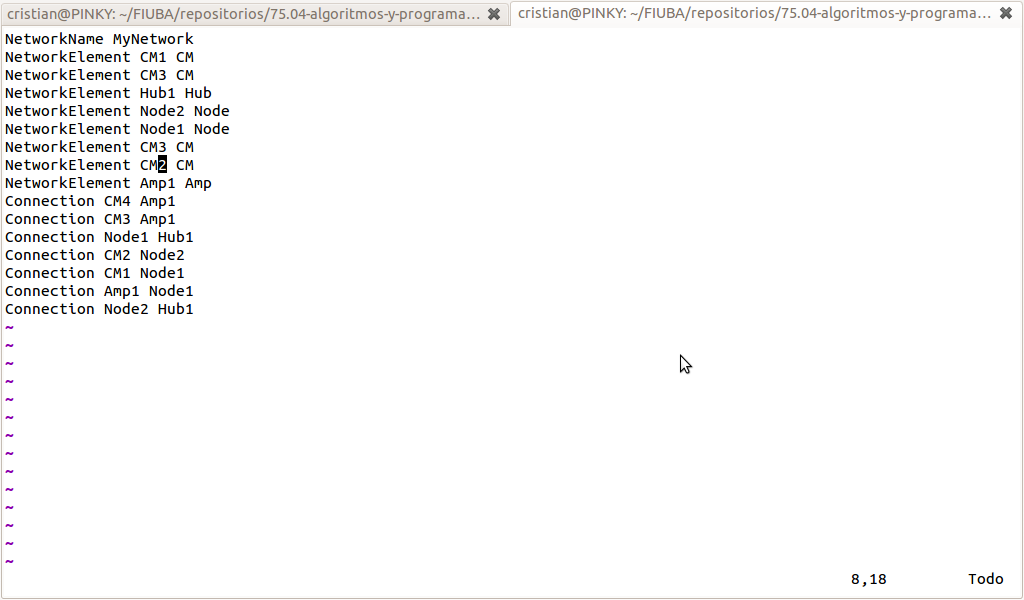 cristian@PINKY: ~/FIUBA/repositorios/75.04-algoritmos-y-programa... ✖ cristian@PINKY: ~/FIUBA/repositorios/75.04-algoritmos-y-programa... ✖
NetworkName MyNetwork
NetworkElement CM1 CM
NetworkElement CM3 CM
NetworkElement Hub1 Hub
NetworkElement Node2 Node
NetworkElement Node1 Node
NetworkElement CM3 CM
NetworkElement CM2 CM
NetworkElement Amp1 Amp
Connection CM4 Amp1
Connection CM3 Amp1
Connection Node1 Hub1
Connection CM2 Node2
Connection CM1 Node1
Connection Amp1 Node1
Connection Node2 Hub1
~
~
~
~
~
~
~
~
~
~
~
~
~
~
8,18 Todo